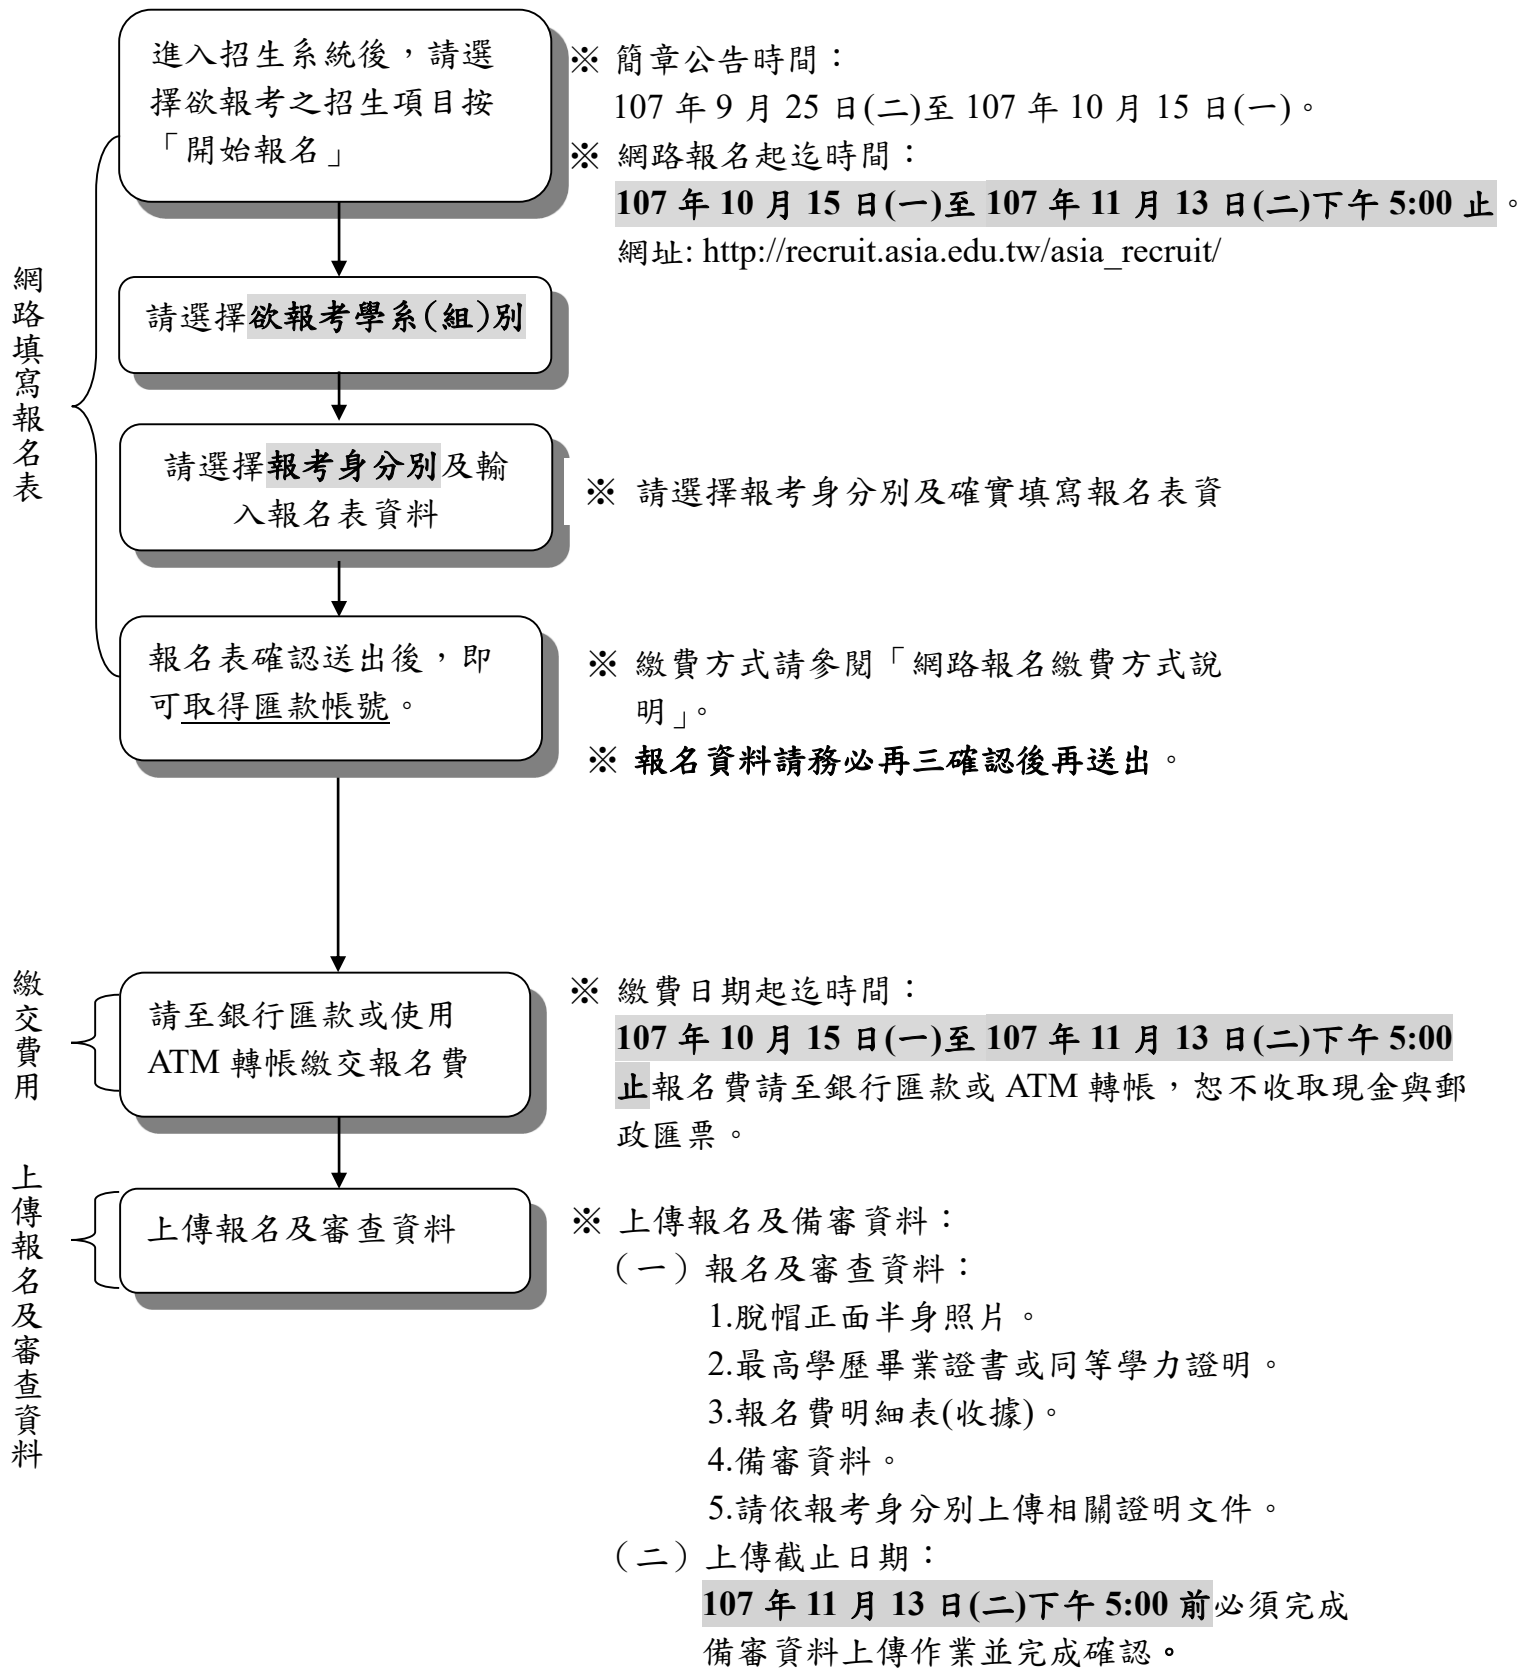 進入招生系統後，請選
擇欲報考之招生項目按
「開始報名」
※ 簡章公告時間：
107 年 9 月 25 日(二)至 107 年 10 月 15 日(一)。
※ 網路報名起迄時間：
107 年 10 月 15 日(一)至 107 年 11 月 13 日(二)下午 5:00 止。
網址: http://recruit.asia.edu.tw/asia_recruit/
網路填寫報名表
請選擇欲報考學系(組)別
請選擇報考身分別及輸
入報名表資料
※ 請選擇報考身分別及確實填寫報名表資
報名表確認送出後，即
可取得匯款帳號。
※ 繳費方式請參閱「網路報名繳費方式說
明」。
※ 報名資料請務必再三確認後再送出。
繳交費用
請至銀行匯款或使用
ATM 轉帳繳交報名費
※ 繳費日期起迄時間：
107 年 10 月 15 日(一)至 107 年 11 月 13 日(二)下午 5:00
止報名費請至銀行匯款或 ATM 轉帳，恕不收取現金與郵
政匯票。
上傳報名及審查資料
上傳報名及審查資料
※ 上傳報名及備審資料：
（一）報名及審查資料：
1.脫帽正面半身照片。
2.最高學歷畢業證書或同等學力證明。
3.報名費明細表(收據)。
4.備審資料。
5.請依報考身分別上傳相關證明文件。
（二）上傳截止日期：
107 年 11 月 13 日(二)下午 5:00 前必須完成
備審資料上傳作業並完成確認。